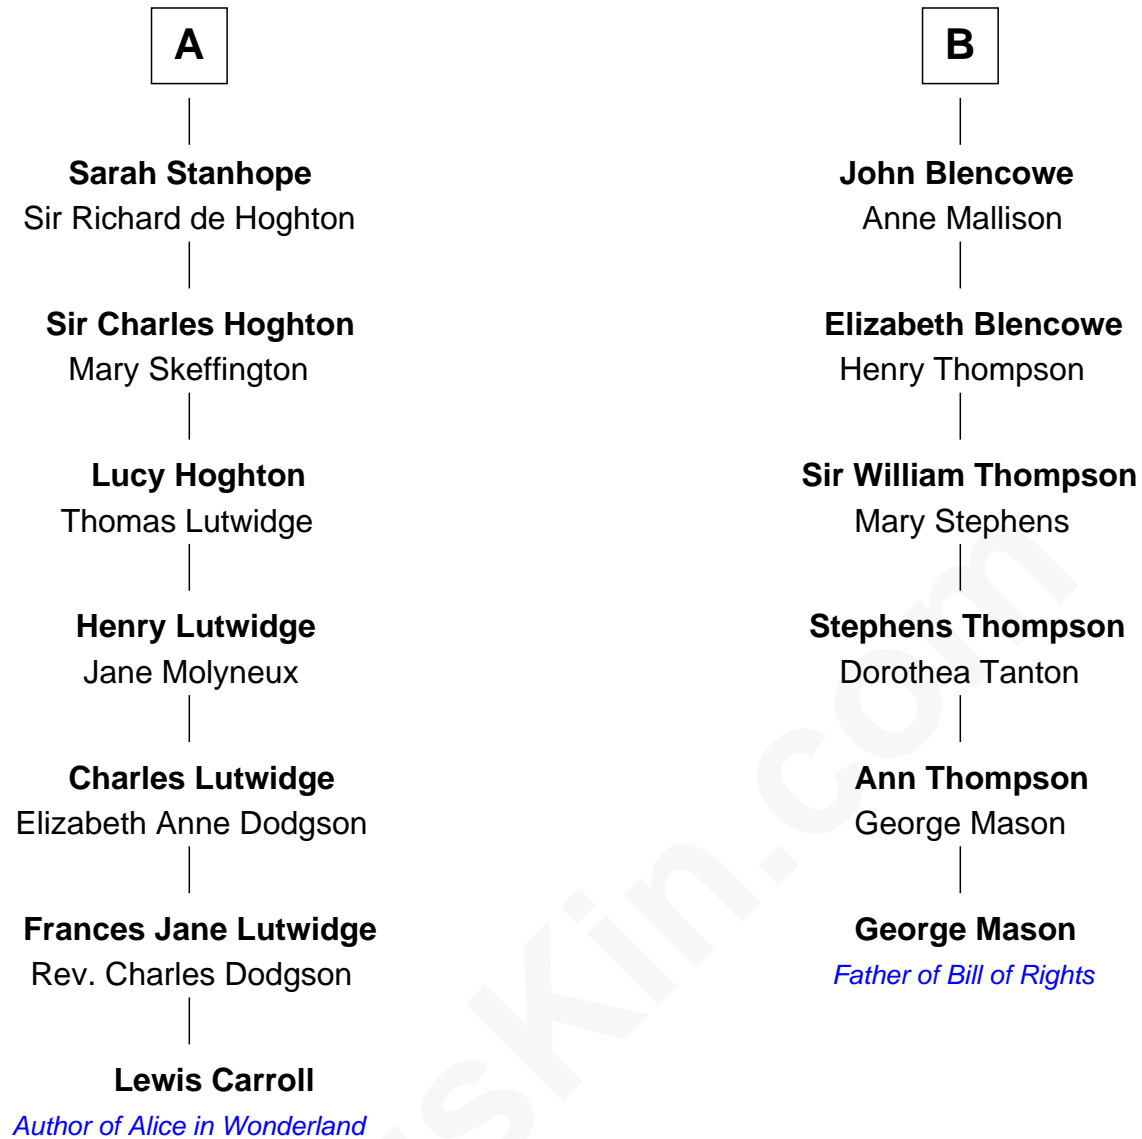 A
Sarah Stanhope
Sir Richard de Hoghton
Sir Charles Hoghton
Mary Skeffington
Lucy Hoghton
Thomas Lutwidge
Henry Lutwidge
Jane Molyneux
Charles Lutwidge
Elizabeth Anne Dodgson
Frances Jane Lutwidge
Rev. Charles Dodgson
Lewis Carroll
Author of Alice in Wonderland
B
John Blencowe
Anne Mallison
Elizabeth Blencowe
Henry Thompson
Sir William Thompson
Mary Stephens
Stephens Thompson
Dorothea Tanton
Ann Thompson
George Mason
George Mason
Father of Bill of Rights